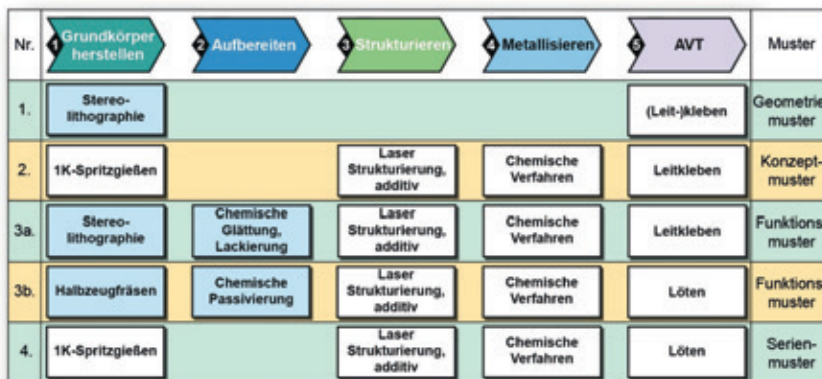 Nr.
1 Grundkörper
herstellen
2 Aufbereiten
3 Strukturieren
4 Metallisieren
5 AVT
Muster
1.
Stereo-
lithographie
(Leit-)kleben
Geometrie
muster
2.
1K-Spritzgießen
Laser
Strukturierung,
additiv
Chemische
Verfahren
Leitkleben
Konzept-
muster
3a.
Stereo-
lithographie
Chemische
Glättung,
Lackierung
Laser
Strukturierung,
additiv
Chemische
Verfahren
Leitkleben
Funktions
muster
3b.
Halbzeugfräsen
Chemische
Passivierung
Laser
Strukturierung,
additiv
Chemische
Verfahren
Löten
Funktions
muster
4.
1K-Spritzgießen
Laser
Strukturierung,
additiv
Chemische
Verfahren
Löten
Serien-
muster